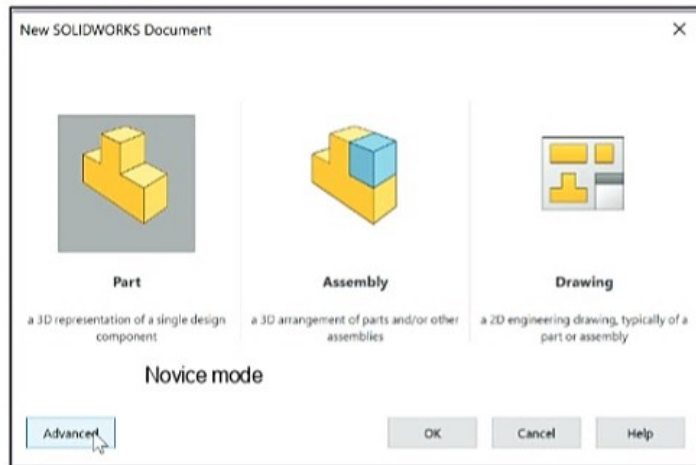 New SOLIDWORKS Document
Part
a 3D representation of a single design
component
Assembly
a 3D arrangement of parts and/or other
assemblies
Drawing
a 2D engineering drawing, typically of a
part or assembly
Novice mode
Advanced
OK
Cancel
Help